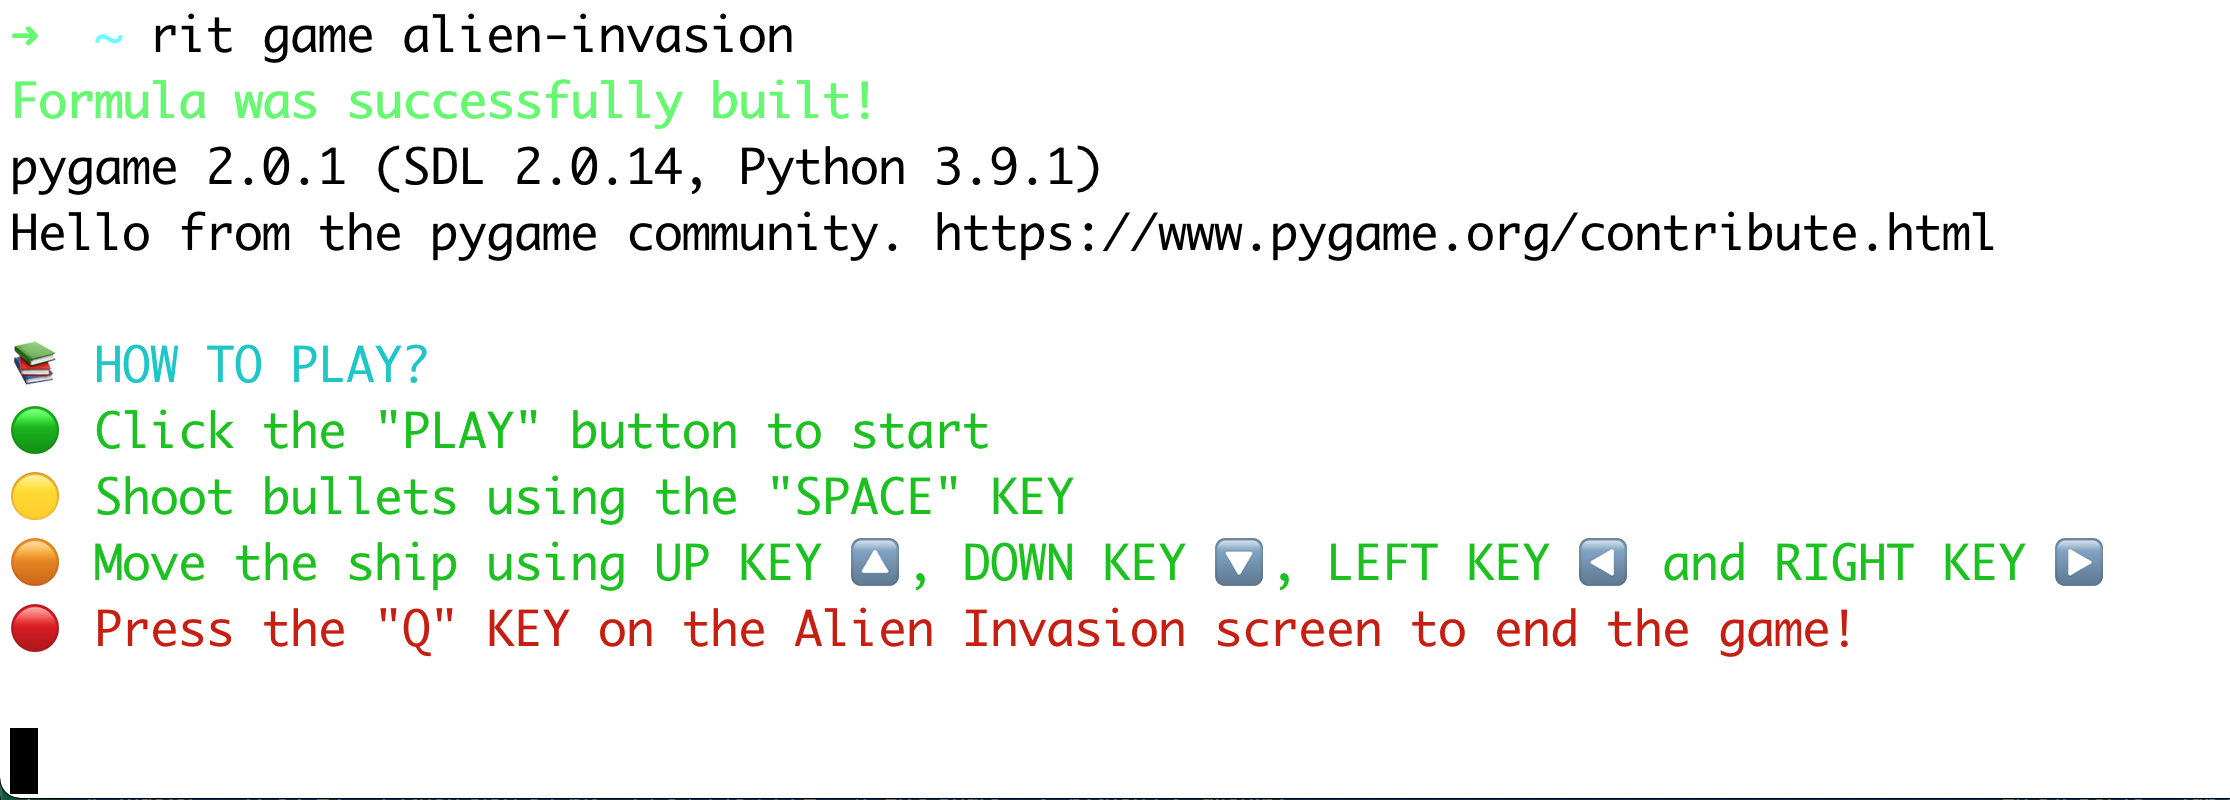 ➜  ~ rit game alien-invasion
Formula was successfully built!
pygame 2.0.1 (SDL 2.0.14, Python 3.9.1)
Hello from the pygame community. https://www.pygame.org/contribute.html
📚 HOW TO PLAY?
🟢 Click the "PLAY" button to start
🟡 Shoot bullets using the "SPACE" KEY
🟠 Move the ship using UP KEY 🔼, DOWN KEY 🔽, LEFT KEY ◀️ and RIGHT KEY ▶️
🔴 Press the "Q" KEY on the Alien Invasion screen to end the game!